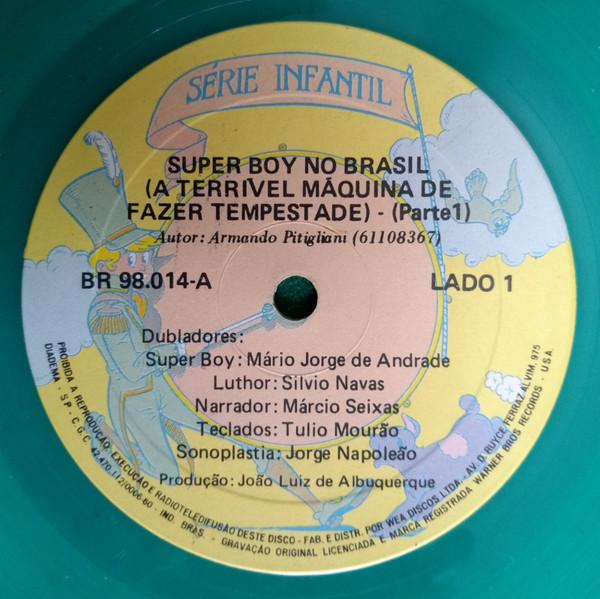 SÉRIE INFANTIL
SUPER BOY NO BRASIL
(A TERRIVEL MÁQUINA DE
FAZER TEMPESTADE) - (Parte1)
Autor: Armando Pitigliani (61108367)
BR 98.014-A
LADO 1
Dubladores:
Super Boy: Mário Jorge de Andrade
Luthor: Silvio Navas
Narrador: Márcio Seixas
Teclados: Tulio Mourão
Sonoplastia: Jorge Napoleão
Produção: João Luiz de Albuquerque
PROIBIDA A REPRODUÇÃO, EXECUÇÃO E RADIOTELEDIFUSÃO DESTE DISCO - FAB. E DISTR. POR WEA DISCOS LTDA. - AV. D. RUYCE FERRAZ ALVIM, 975
DIADEMA - SP - C.G.C. 42.470.112/0006-60 - IND. BRAS. - GRAVAÇÃO ORIGINAL LICENCIADA E MARCA REGISTRADA WARNER BROS RECORDS - USA.